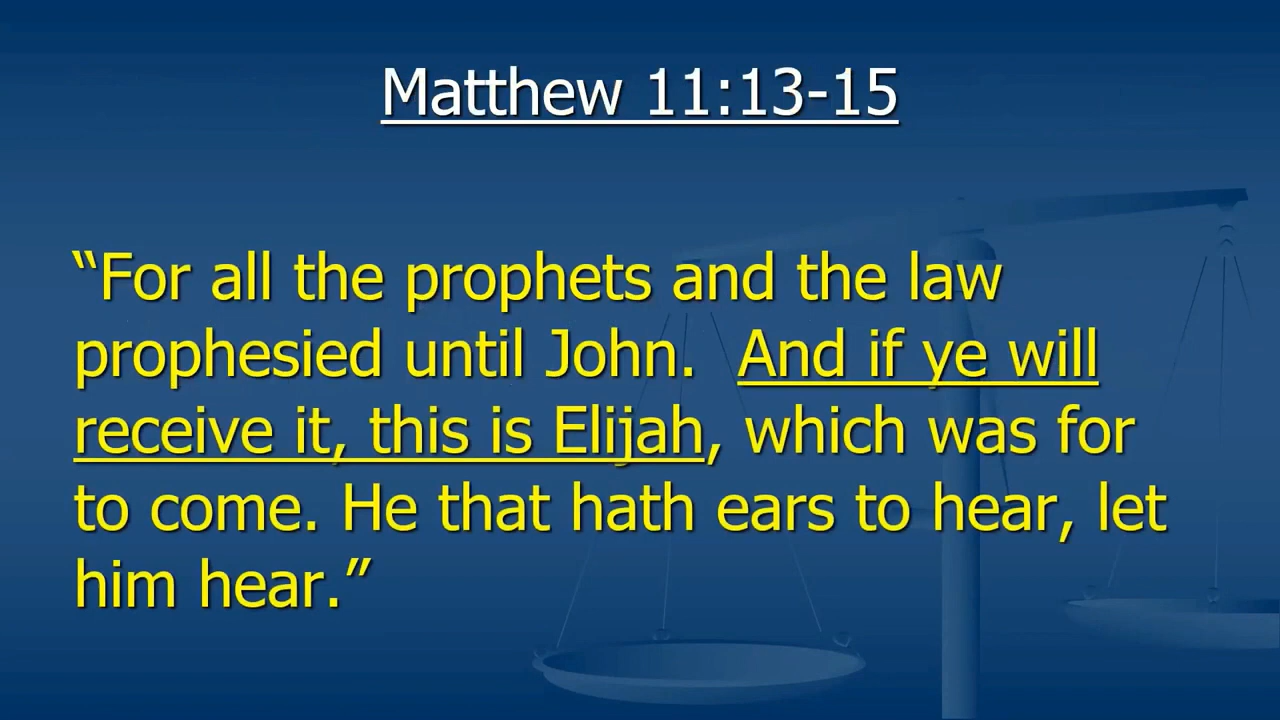 Matthew 11:13-15
“For all the prophets and the law
prophesied until John.  And if ye will
receive it, this is Elijah, which was for
to come. He that hath ears to hear, let
him hear.”